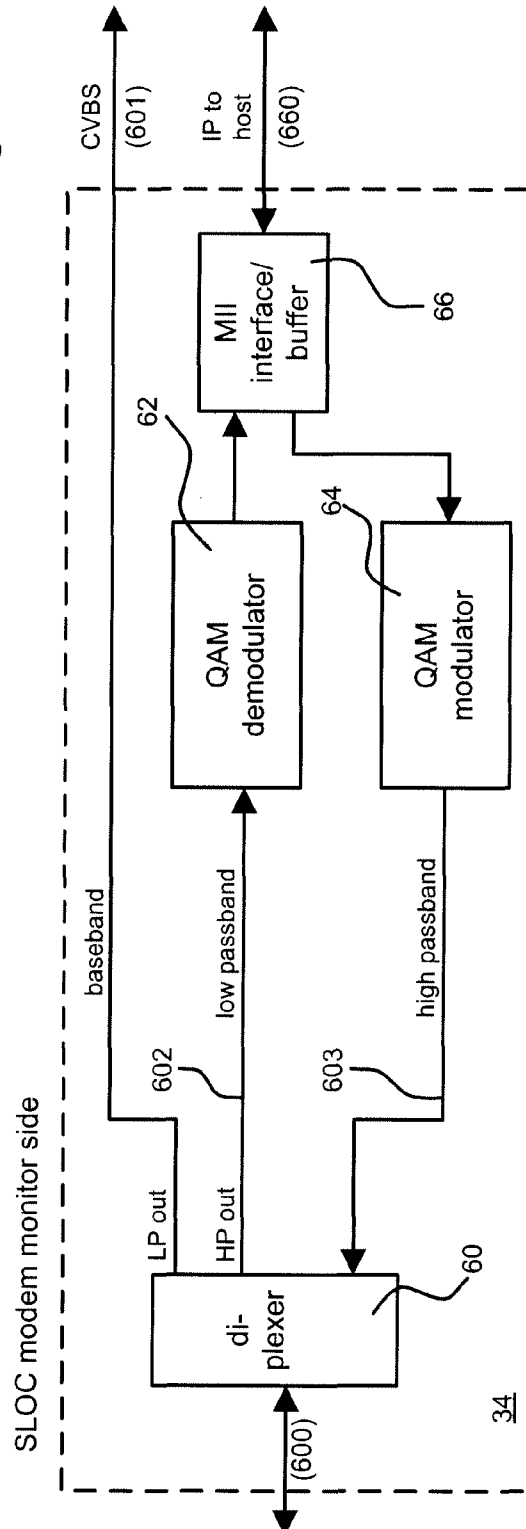 SLOC modem monitor side
CVBS
(601)
IP to
host
(660)
baseband
LP out
HP out
602
low passband
62
QAM
demodulator
MII
interface/
buffer
66
di-
plexer
(600)
60
603
high passband
64
QAM
modulator
34